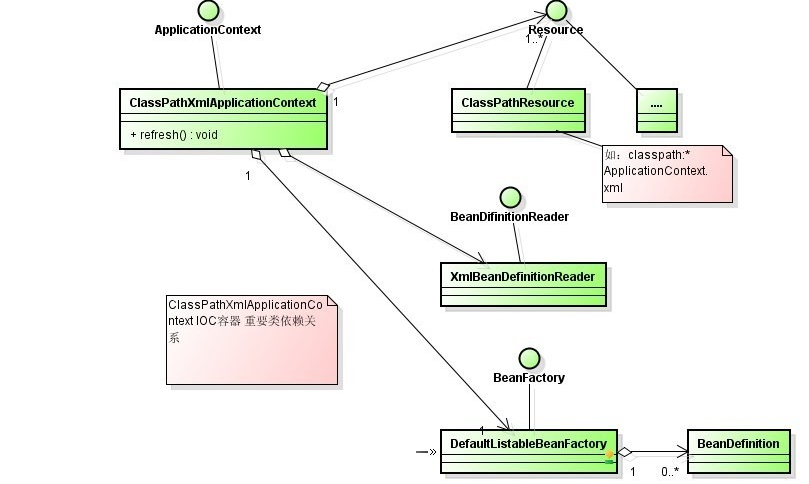 ApplicationContext
Resource
1..*
ClassPathXmlApplicationContext
+ refresh() : void
1
ClassPathResource
....
如：classpath:*
ApplicationContext.
xml
1
BeanDifinitionReader
XmlBeanDefinitionReader
ClassPathXmlApplicationCo
ntext IOC容器 重要类依赖关
系
BeanFactory
1
DefaultListableBeanFactory
1
0..*
BeanDefinition